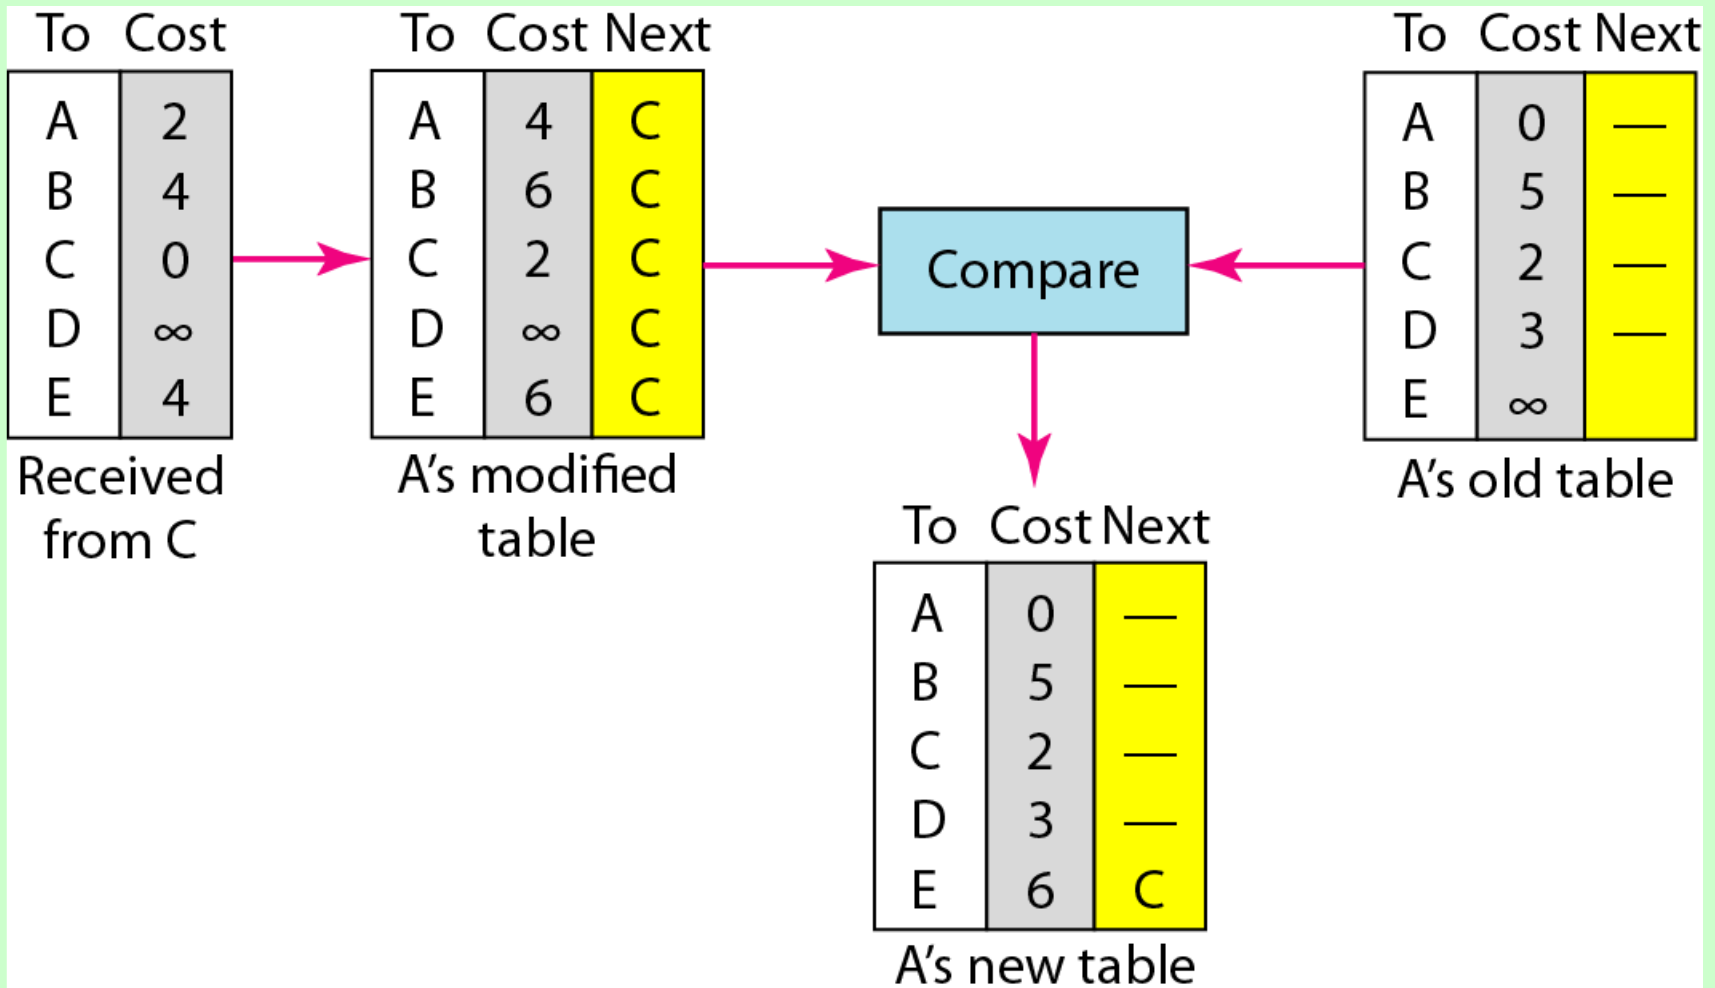 To Cost
A 2
B 4
C 0
D ∞
E 4
Received
from C
To Cost Next
A 4 C
B 6 C
C 2 C
D ∞ C
E 6 C
A's modified
table
Compare
To Cost Next
A 0 —
B 5 —
C 2 —
D 3 —
E ∞
A's old table
To Cost Next
A 0 —
B 5 —
C 2 —
D 3 —
E 6 C
A's new table